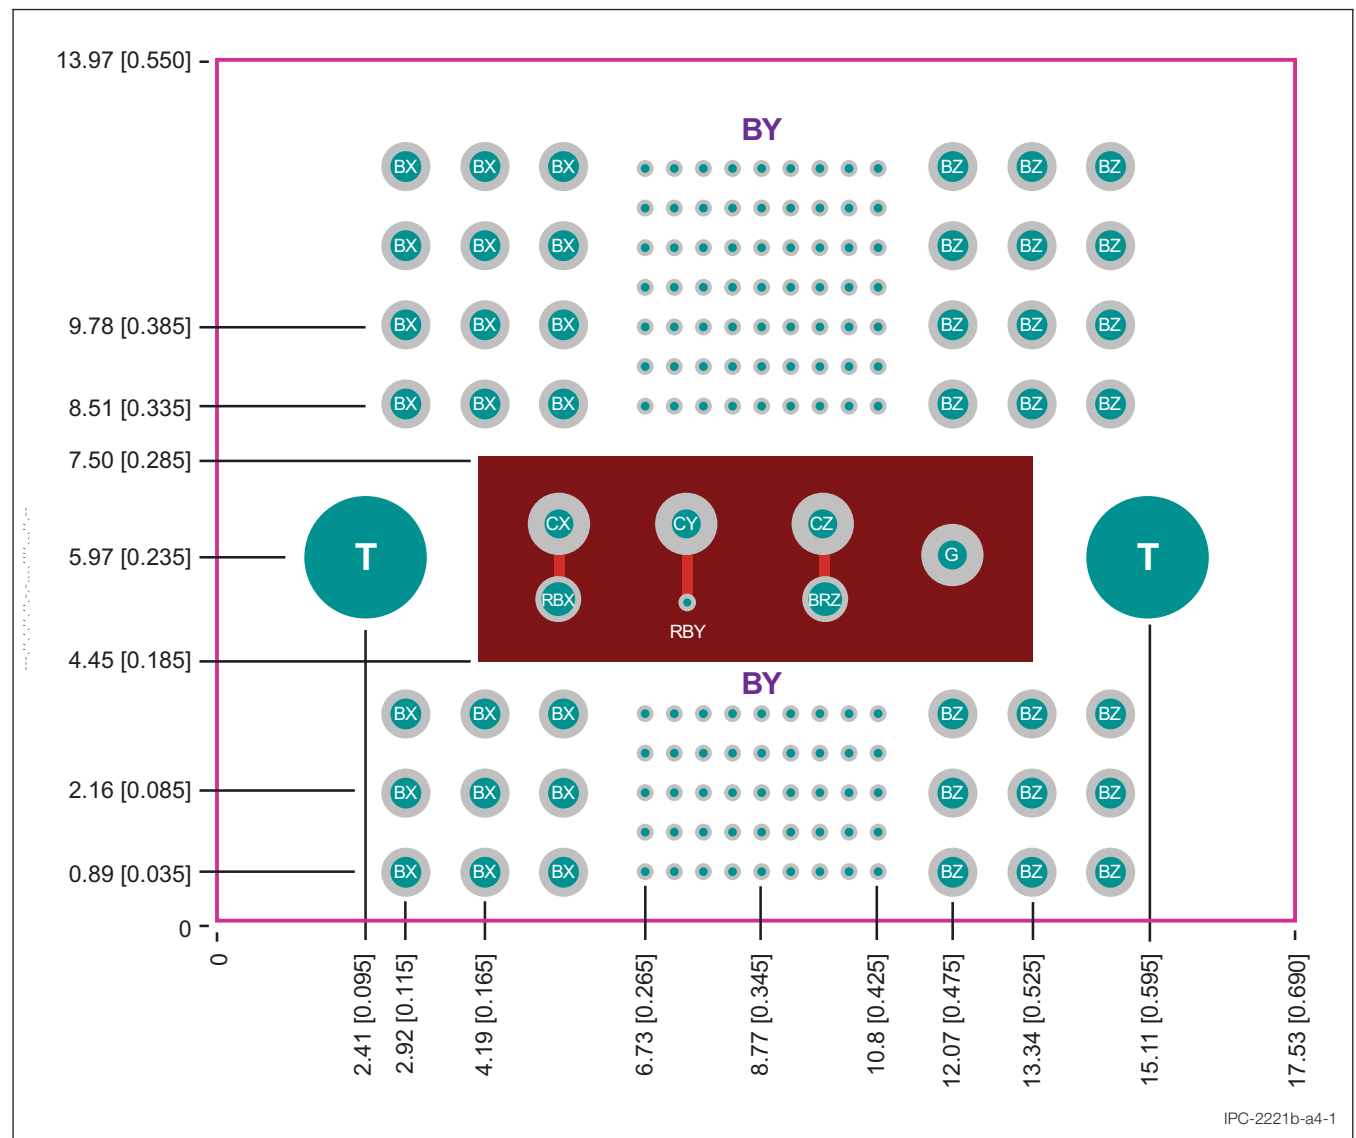 13.97 [0.550]
BY
BX BX BX BZ BZ BZ
BX BX BX BZ BZ BZ
9.78 [0.385] BX BX BX BZ BZ BZ
8.51 [0.335] BX BX BX BZ BZ BZ
7.50 [0.285]
CX CY CZ
5.97 [0.235] T G T
RBX BRZ
RBY
4.45 [0.185]
BY
BX BX BX BZ BZ BZ
2.16 [0.085] BX BX BX BZ BZ BZ
0.89 [0.035] BX BX BX BZ BZ BZ
0
0
2.41 [0.095]
2.92 [0.115]
4.19 [0.165]
6.73 [0.265]
8.77 [0.345]
10.8 [0.425]
12.07 [0.475]
13.34 [0.525]
15.11 [0.595]
17.53 [0.690]
IPC-2221b-a4-1